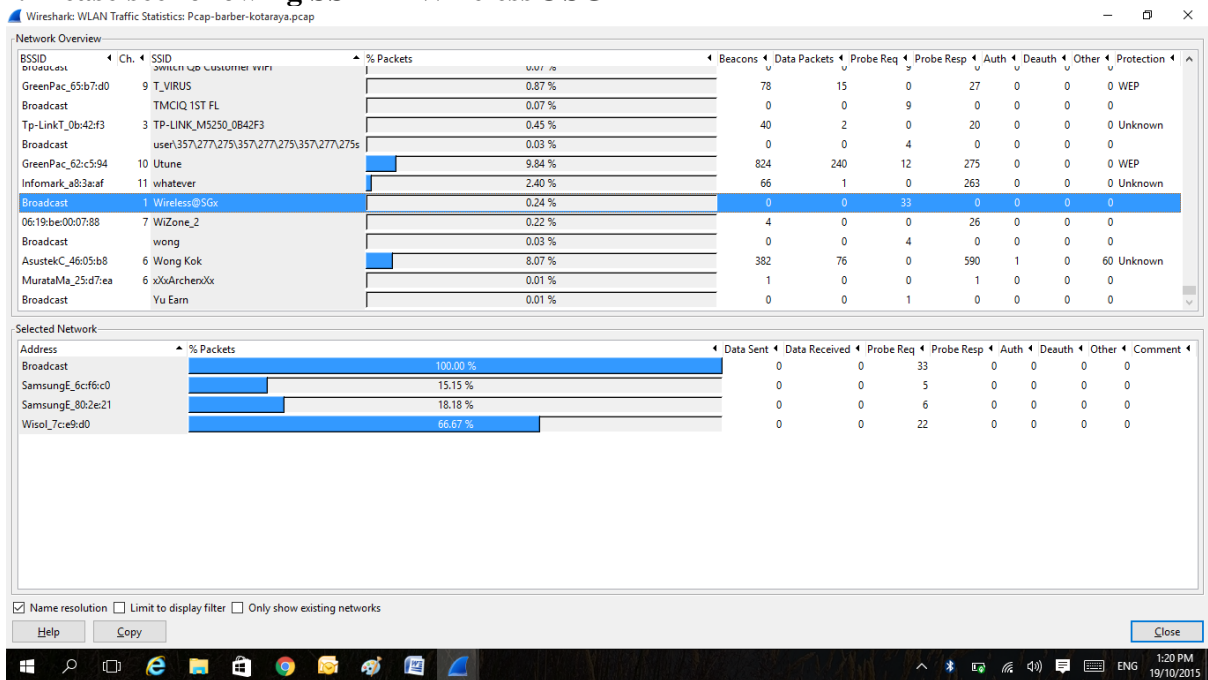 Wireshark: WLAN Traffic Statistics: Pcap-barber-kotaraya.pcap
Network Overview
BSSID Ch. SSID % Packets Beacons Data Packets Probe Req Probe Resp Auth Deauth Other Protection
Broadcast Switch QB Customer WiFi 0.07 % 0 0 9 0 0 0 0
GreenPac_65:b7:d0 9 T_VIRUS 0.87 % 78 15 0 27 0 0 0 WEP
Broadcast TMCIQ 1ST FL 0.07 % 0 0 9 0 0 0 0
Tp-LinkT_0b:42:f3 3 TP-LINK_M5250_0B42F3 0.45 % 40 2 0 20 0 0 0 Unknown
Broadcast user\357\277\275\357\277\275\357\277\275s 0.03 % 0 0 4 0 0 0 0
GreenPac_62:c5:94 10 Utune 9.84 % 824 240 12 275 0 0 0 WEP
Infomark_a8:3a:af 11 whatever 2.40 % 66 1 0 263 0 0 0 Unknown
Broadcast 1 Wireless@SGx 0.24 % 0 0 33 0 0 0 0
06:19:be:00:07:88 7 WiZone_2 0.22 % 4 0 0 26 0 0 0
Broadcast wong 0.03 % 0 0 4 0 0 0 0
AsustekC_46:05:b8 6 Wong Kok 8.07 % 382 76 0 590 1 0 60 Unknown
MurataMa_25:d7:ea 6 xXxArcherxXx 0.01 % 1 0 0 1 0 0 0
Broadcast Yu Earn 0.01 % 0 0 1 0 0 0 0
Selected Network
Address % Packets Data Sent Data Received Probe Req Probe Resp Auth Deauth Other Comment
Broadcast 100.00 % 0 0 33 0 0 0 0
SamsungE_6c:f6:c0 15.15 % 0 0 5 0 0 0 0
SamsungE_80:2e:21 18.18 % 0 0 6 0 0 0 0
Wisol_7c:e9:d0 66.67 % 0 0 22 0 0 0 0
Name resolution Limit to display filter Only show existing networks
Help Copy Close
ENG 1:20 PM
19/10/2015